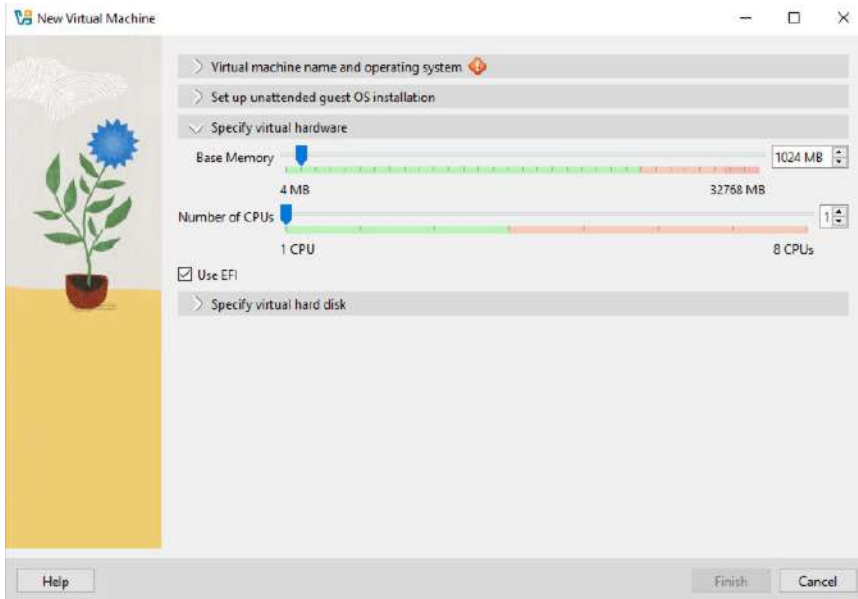 New Virtual Machine
Virtual machine name and operating system
Set up unattended guest OS installation
Specify virtual hardware
Base Memory 1024 MB
4 MB 32768 MB
Number of CPUs 1
1 CPU 8 CPUs
Use EFI
Specify virtual hard disk
Help Finish Cancel